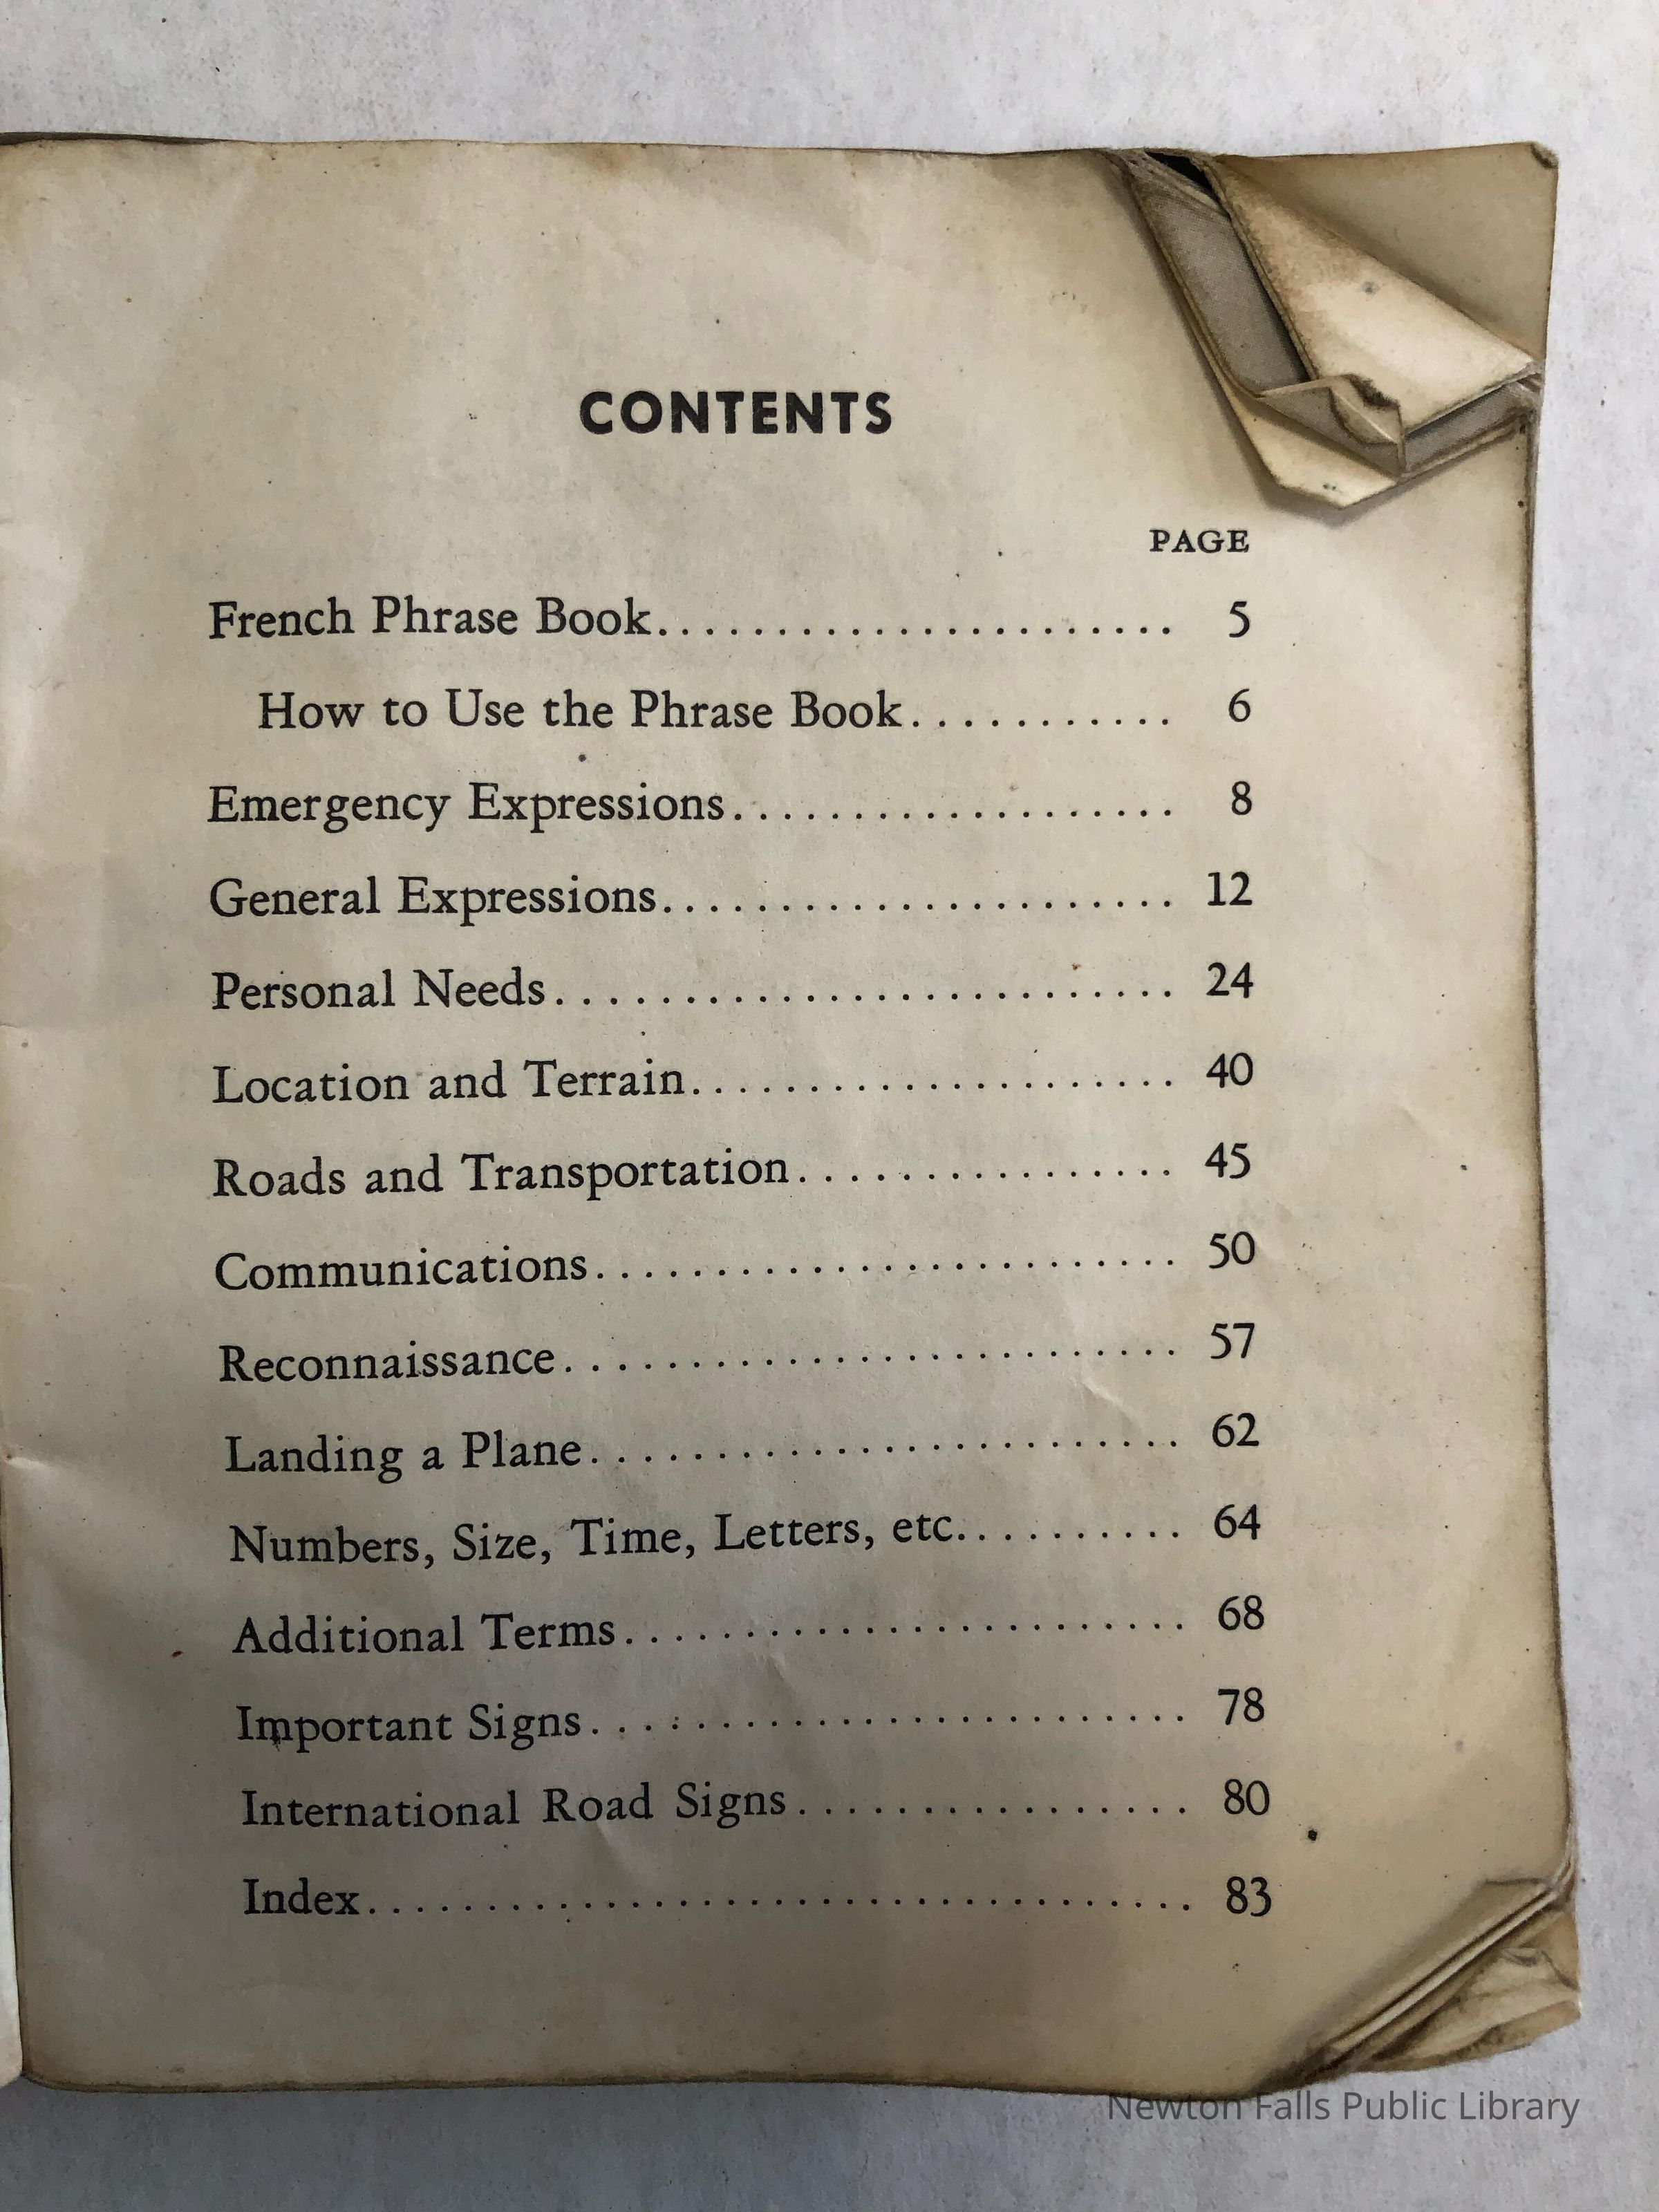 CONTENTS
PAGE
French Phrase Book....................... 5
How to Use the Phrase Book........... 6
Emergency Expressions................... 8
General Expressions...................... 12
Personal Needs.......................... 24
Location and Terrain..................... 40
Roads and Transportation................ 45
Communications......................... 50
Reconnaissance.......................... 57
Landing a Plane......................... 62
Numbers, Size, Time, Letters, etc.......... 64
Additional Terms........................ 68
Important Signs......................... 78
International Road Signs................ 80
Index................................... 83
Newton Falls Public Library